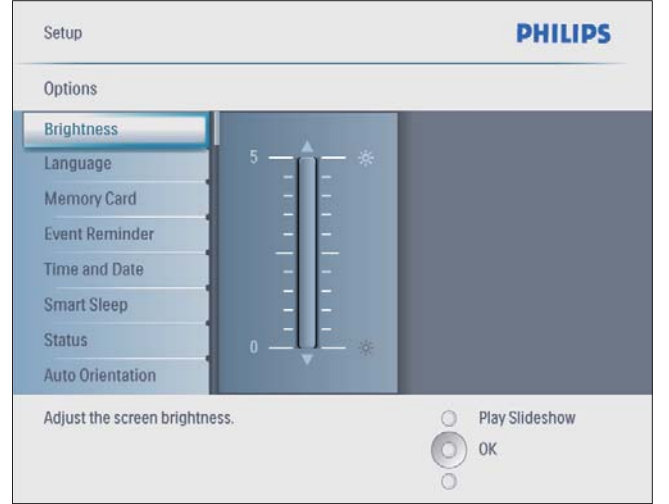 Setup
PHILIPS
Options
Brightness
Language
Memory Card
Event Reminder
Time and Date
Smart Sleep
Status
Auto Orientation
5
0
Adjust the screen brightness.
Play Slideshow
OK